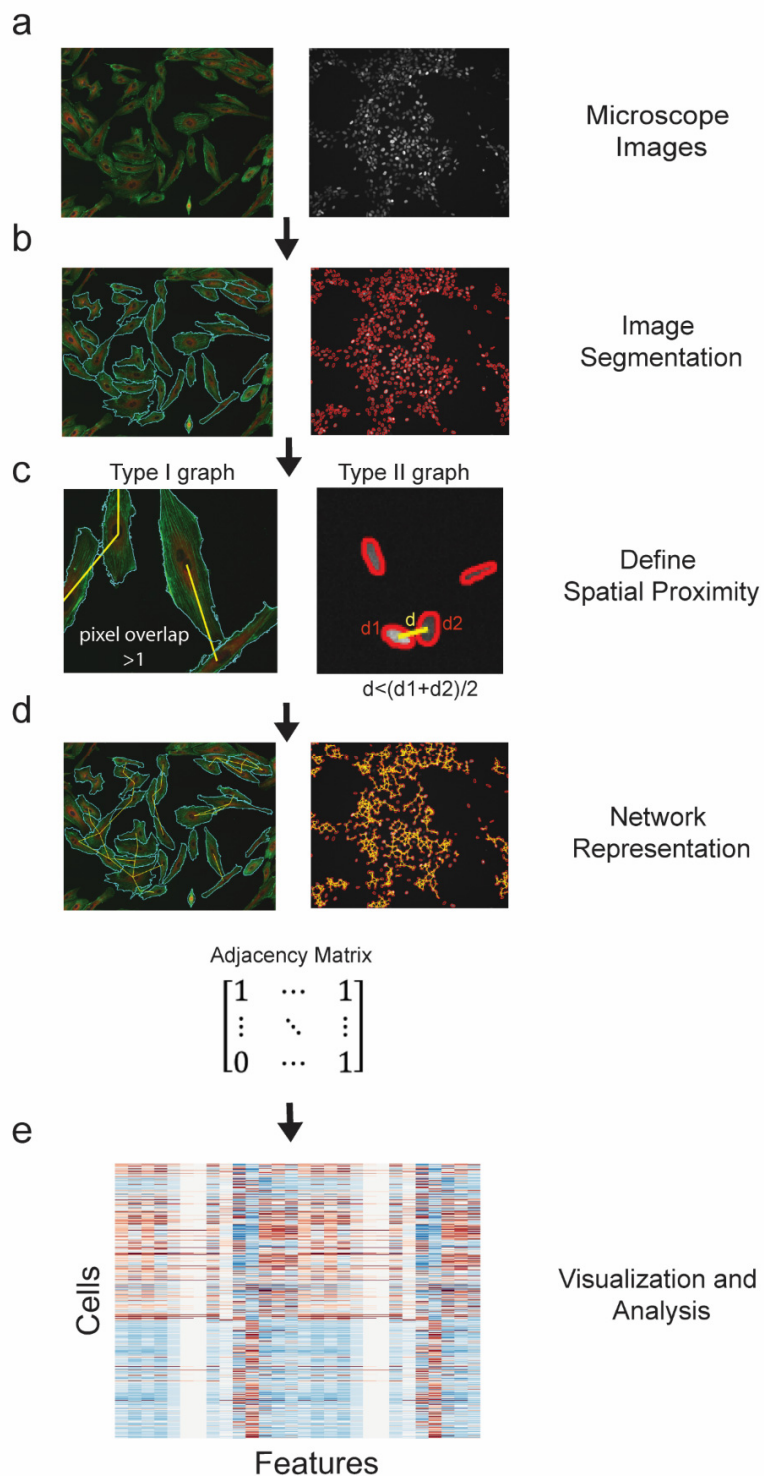 a
Microscope
Images
b
Image
Segmentation
c
Type I graph
Type II graph
pixel overlap
>1
d1
d
d2
d<(d1+d2)/2
Define
Spatial Proximity
d
Network
Representation
Adjacency Matrix
1 ⋯ 1
⋮ ⋱ ⋮
0 ⋯ 1
e
Cells
Features
Visualization and
Analysis